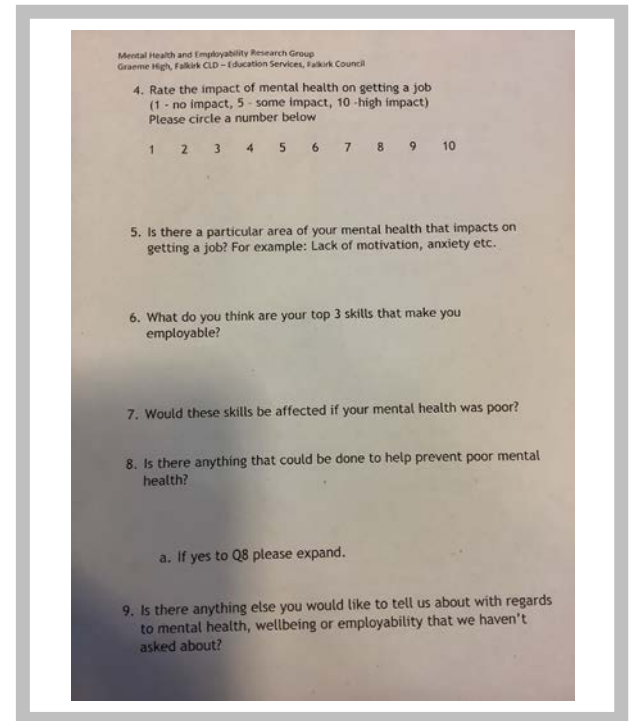 Mental Health and Employability Research Group
Graeme High, Falkirk CLD – Education Services, Falkirk Council
4. Rate the impact of mental health on getting a job
(1 - no impact, 5 - some impact, 10 -high impact)
Please circle a number below
1 2 3 4 5 6 7 8 9 10
5. Is there a particular area of your mental health that impacts on
getting a job? For example: Lack of motivation, anxiety etc.
6. What do you think are your top 3 skills that make you
employable?
7. Would these skills be affected if your mental health was poor?
8. Is there anything that could be done to help prevent poor mental
health?
a. If yes to Q8 please expand.
9. Is there anything else you would like to tell us about with regards
to mental health, wellbeing or employability that we haven't
asked about?